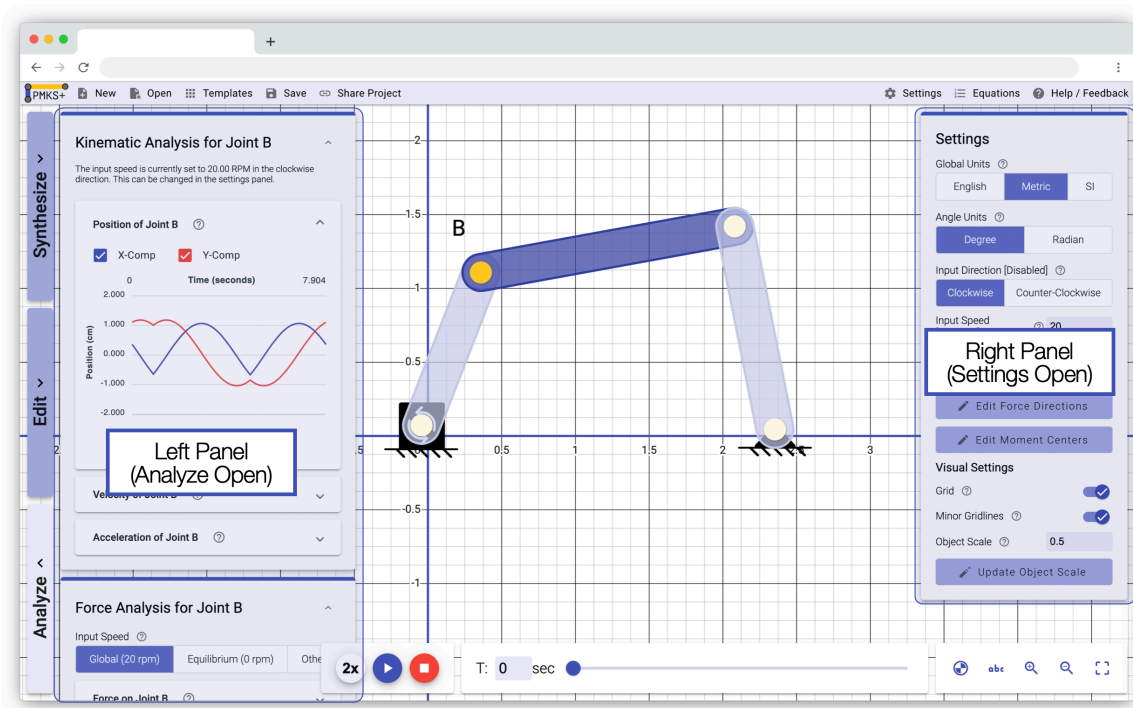 +
PMKS+ New Open Templates Save Share Project Settings Equations Help / Feedback
Synthesize
Edit
Analyze
Kinematic Analysis for Joint B
The input speed is currently set to 20.00 RPM in the clockwise
direction. This can be changed in the settings panel.
Position of Joint B
X-Comp Y-Comp
0 Time (seconds) 7.904
2.000
1.000
0.000
-1.000
-2.000
Position (cm)
Left Panel
(Analyze Open)
Velocity of Joint B
Acceleration of Joint B
Force Analysis for Joint B
Input Speed
Global (20 rpm) Equilibrium (0 rpm) Othe
Force on Joint B
B
2
1.5
1
0.5
-0.5
-1
2 .5 0.5 1 1.5 2 3
2x
T: 0 sec
abc
Settings
Global Units
English Metric SI
Angle Units
Degree Radian
Input Direction [Disabled]
Clockwise Counter-Clockwise
Input Speed 20
Right Panel
(Settings Open)
Edit Force Directions
Edit Moment Centers
Visual Settings
Grid
Minor Gridlines
Object Scale 0.5
Update Object Scale